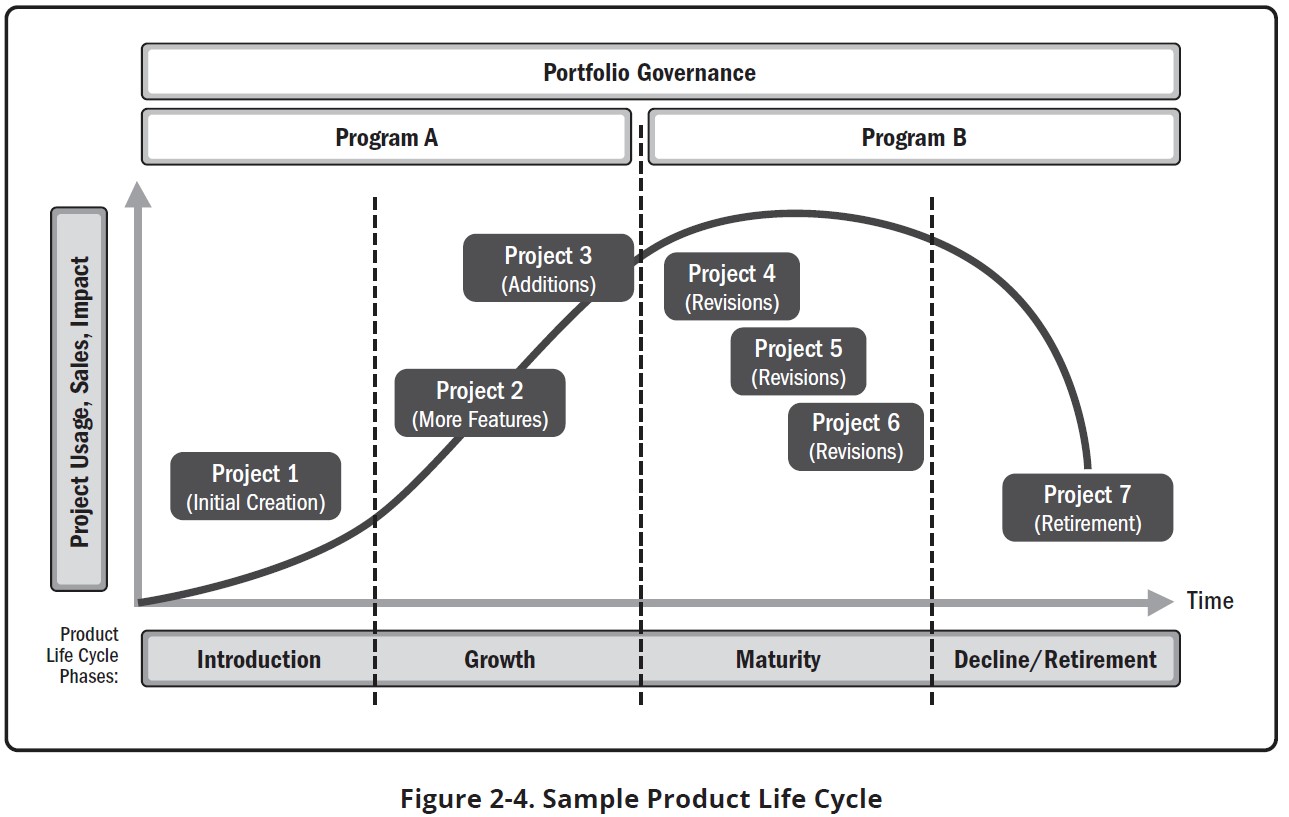 Portfolio Governance
Program A
Program B
Project Usage, Sales, Impact
Project 3
(Additions)
Project 4
(Revisions)
Project 5
(Revisions)
Project 2
(More Features)
Project 6
(Revisions)
Project 1
(Initial Creation)
Project 7
(Retirement)
Time
Product
Life Cycle
Phases:
Introduction
Growth
Maturity
Decline/Retirement
Figure 2-4. Sample Product Life Cycle